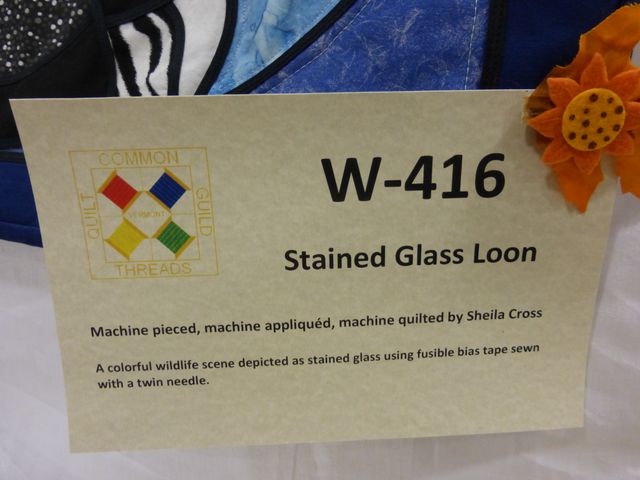 COMMON
QUILT
GUILD
VERMONT
THREADS
W-416
Stained Glass Loon
Machine pieced, machine appliquéd, machine quilted by Sheila Cross
A colorful wildlife scene depicted as stained glass using fusible bias tape sewn
with a twin needle.